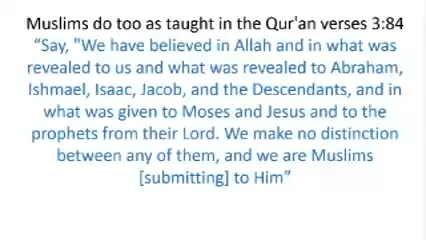 Muslims do too as taught in the Qur'an verses 3:84
“Say, "We have believed in Allah and in what was
revealed to us and what was revealed to Abraham,
Ishmael, Isaac, Jacob, and the Descendants, and in
what was given to Moses and Jesus and to the
prophets from their Lord. We make no distinction
between any of them, and we are Muslims
[submitting] to Him”